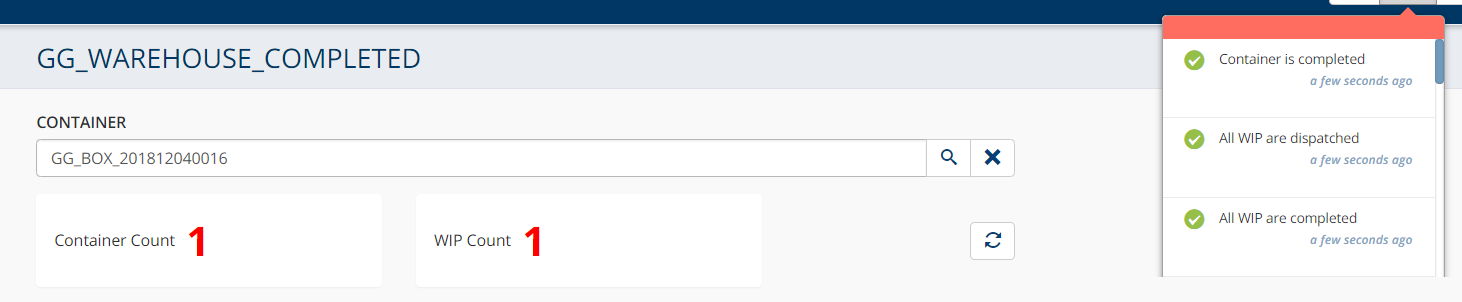 GG_WAREHOUSE_COMPLETED
CONTAINER
GG_BOX_201812040016
Container Count 1
WIP Count 1
Container is completed
a few seconds ago
All WIP are dispatched
a few seconds ago
All WIP are completed
a few seconds ago